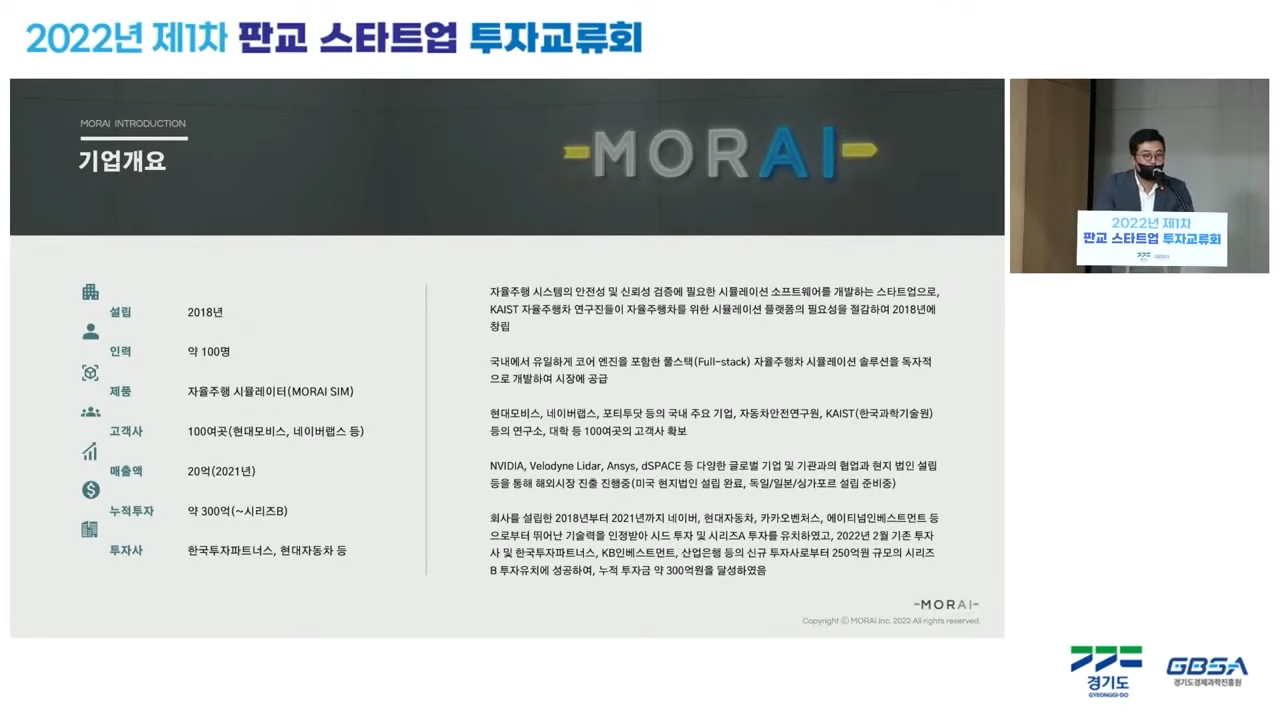 2022년 제1차 판교 스타트업 투자교류회
MORAI INTRODUCTION
기업개요
MORAI
설립 2018년
인력 약 100명
제품 자율주행 시뮬레이터(MORAI SIM)
고객사 100여곳(현대모비스, 네이버랩스 등)
매출액 20억(2021년)
누적투자 약 300억(~시리즈B)
투자사 한국투자파트너스, 현대자동차 등
자율주행 시스템의 안전성 및 신뢰성 검증에 필요한 시뮬레이션 소프트웨어를 개발하는 스타트업으로,
KAIST 자율주행차 연구진들이 자율주행차를 위한 시뮬레이션 플랫폼의 필요성을 절감하여 2018년에
창립
국내에서 유일하게 코어 엔진을 포함한 풀스택(Full-stack) 자율주행차 시뮬레이션 솔루션을 독자적
으로 개발하여 시장에 공급
현대모비스, 네이버랩스, 포티투닷 등의 국내 주요 기업, 자동차안전연구원, KAIST(한국과학기술원)
등의 연구소, 대학 등 100여곳의 고객사 확보
NVIDIA, Velodyne Lidar, Ansys, dSPACE 등 다양한 글로벌 기업 및 기관과의 협업과 현지 법인 설립
등을 통해 해외시장 진출 진행중(미국 현지법인 설립 완료, 독일/일본/싱가포르 설립 준비중)
회사를 설립한 2018년부터 2021년까지 네이버, 현대자동차, 카카오벤처스, 에이티넘인베스트먼트 등
으로부터 뛰어난 기술력을 인정받아 시드 투자 및 시리즈A 투자를 유치하였고, 2022년 2월 기존 투자
사 및 한국투자파트너스, KB인베스트먼트, 산업은행 등의 신규 투자사로부터 250억원 규모의 시리즈
B 투자유치에 성공하여, 누적 투자금 약 300억원을 달성하였음
MORAI
Copyright ⓒ MORAI Inc. 2022 All rights reserved.
2022년 제1차
판교 스타트업 투자교류회
경기도
GYEONGGI-DO
GBSA
경기도경제과학진흥원